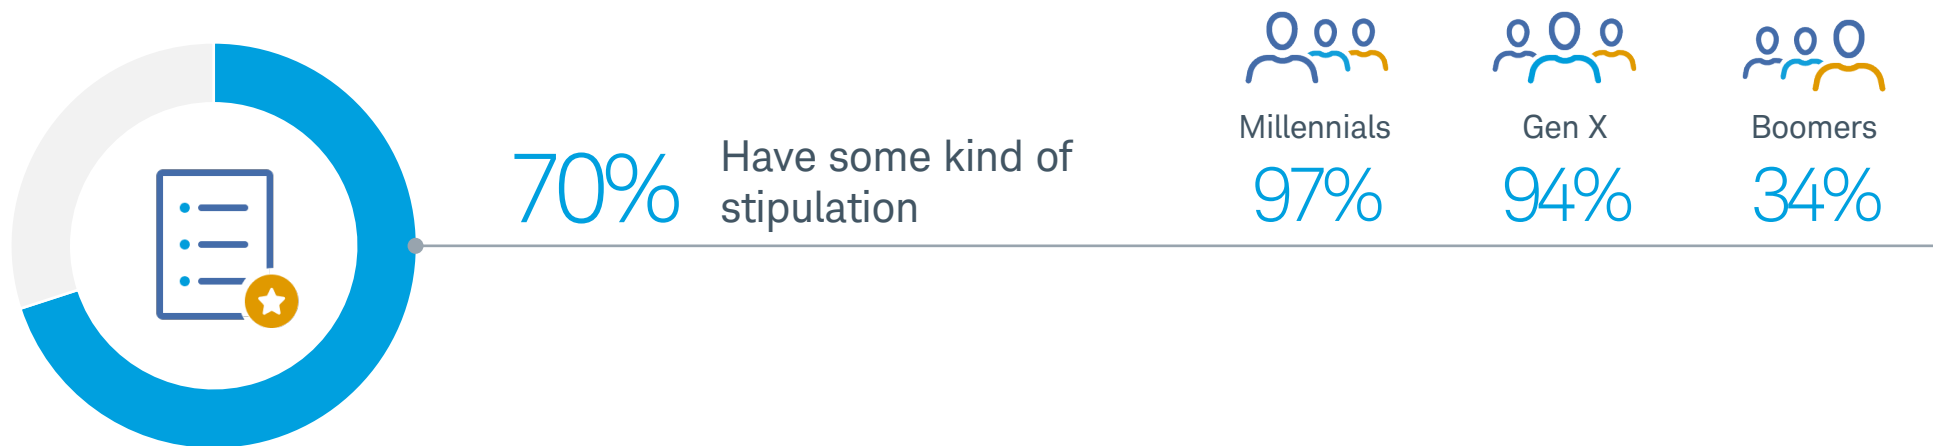 70%
Have some kind of
stipulation
Millennials
97%
Gen X
94%
Boomers
34%